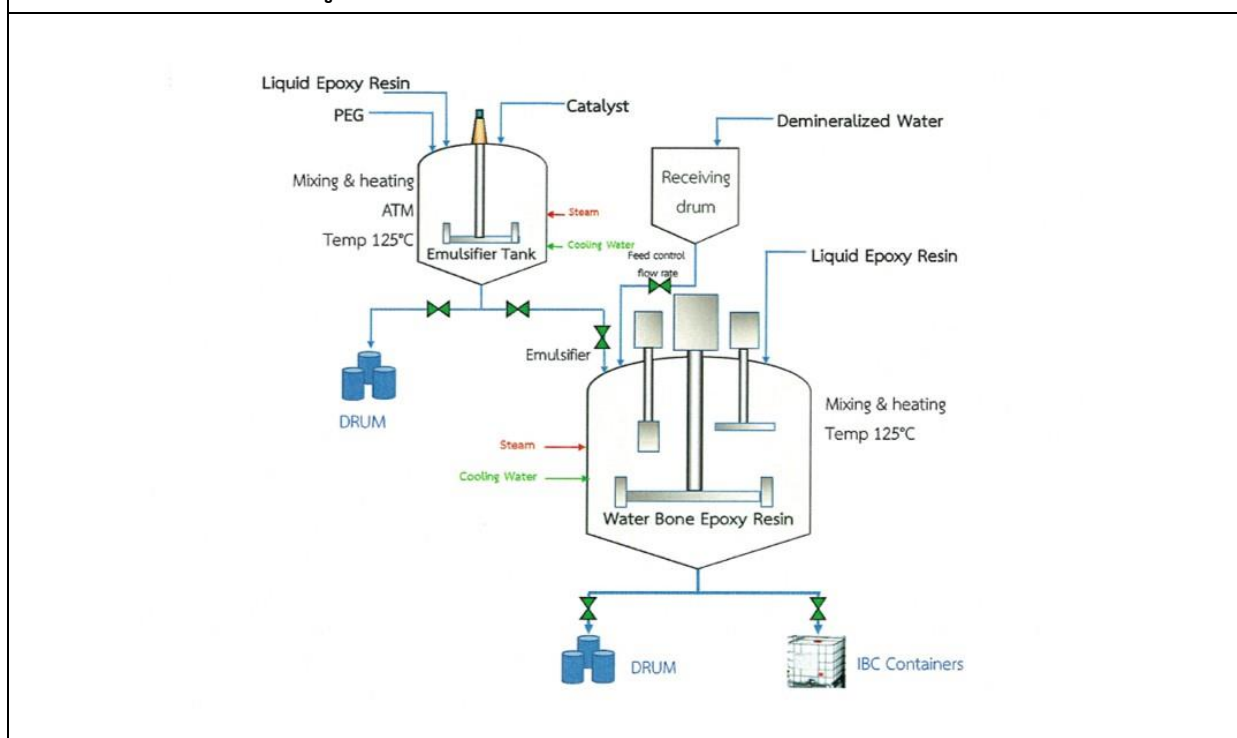 Liquid Epoxy Resin
PEG
Catalyst
Demineralized Water
Mixing & heating
ATM
Temp 125°C
Receiving
drum
Steam
Cooling Water
Emulsifier Tank
Feed control
flow rate
Liquid Epoxy Resin
Emulsifier
DRUM
Mixing & heating
Temp 125°C
Steam
Cooling Water
Water Bone Epoxy Resin
DRUM
IBC Containers